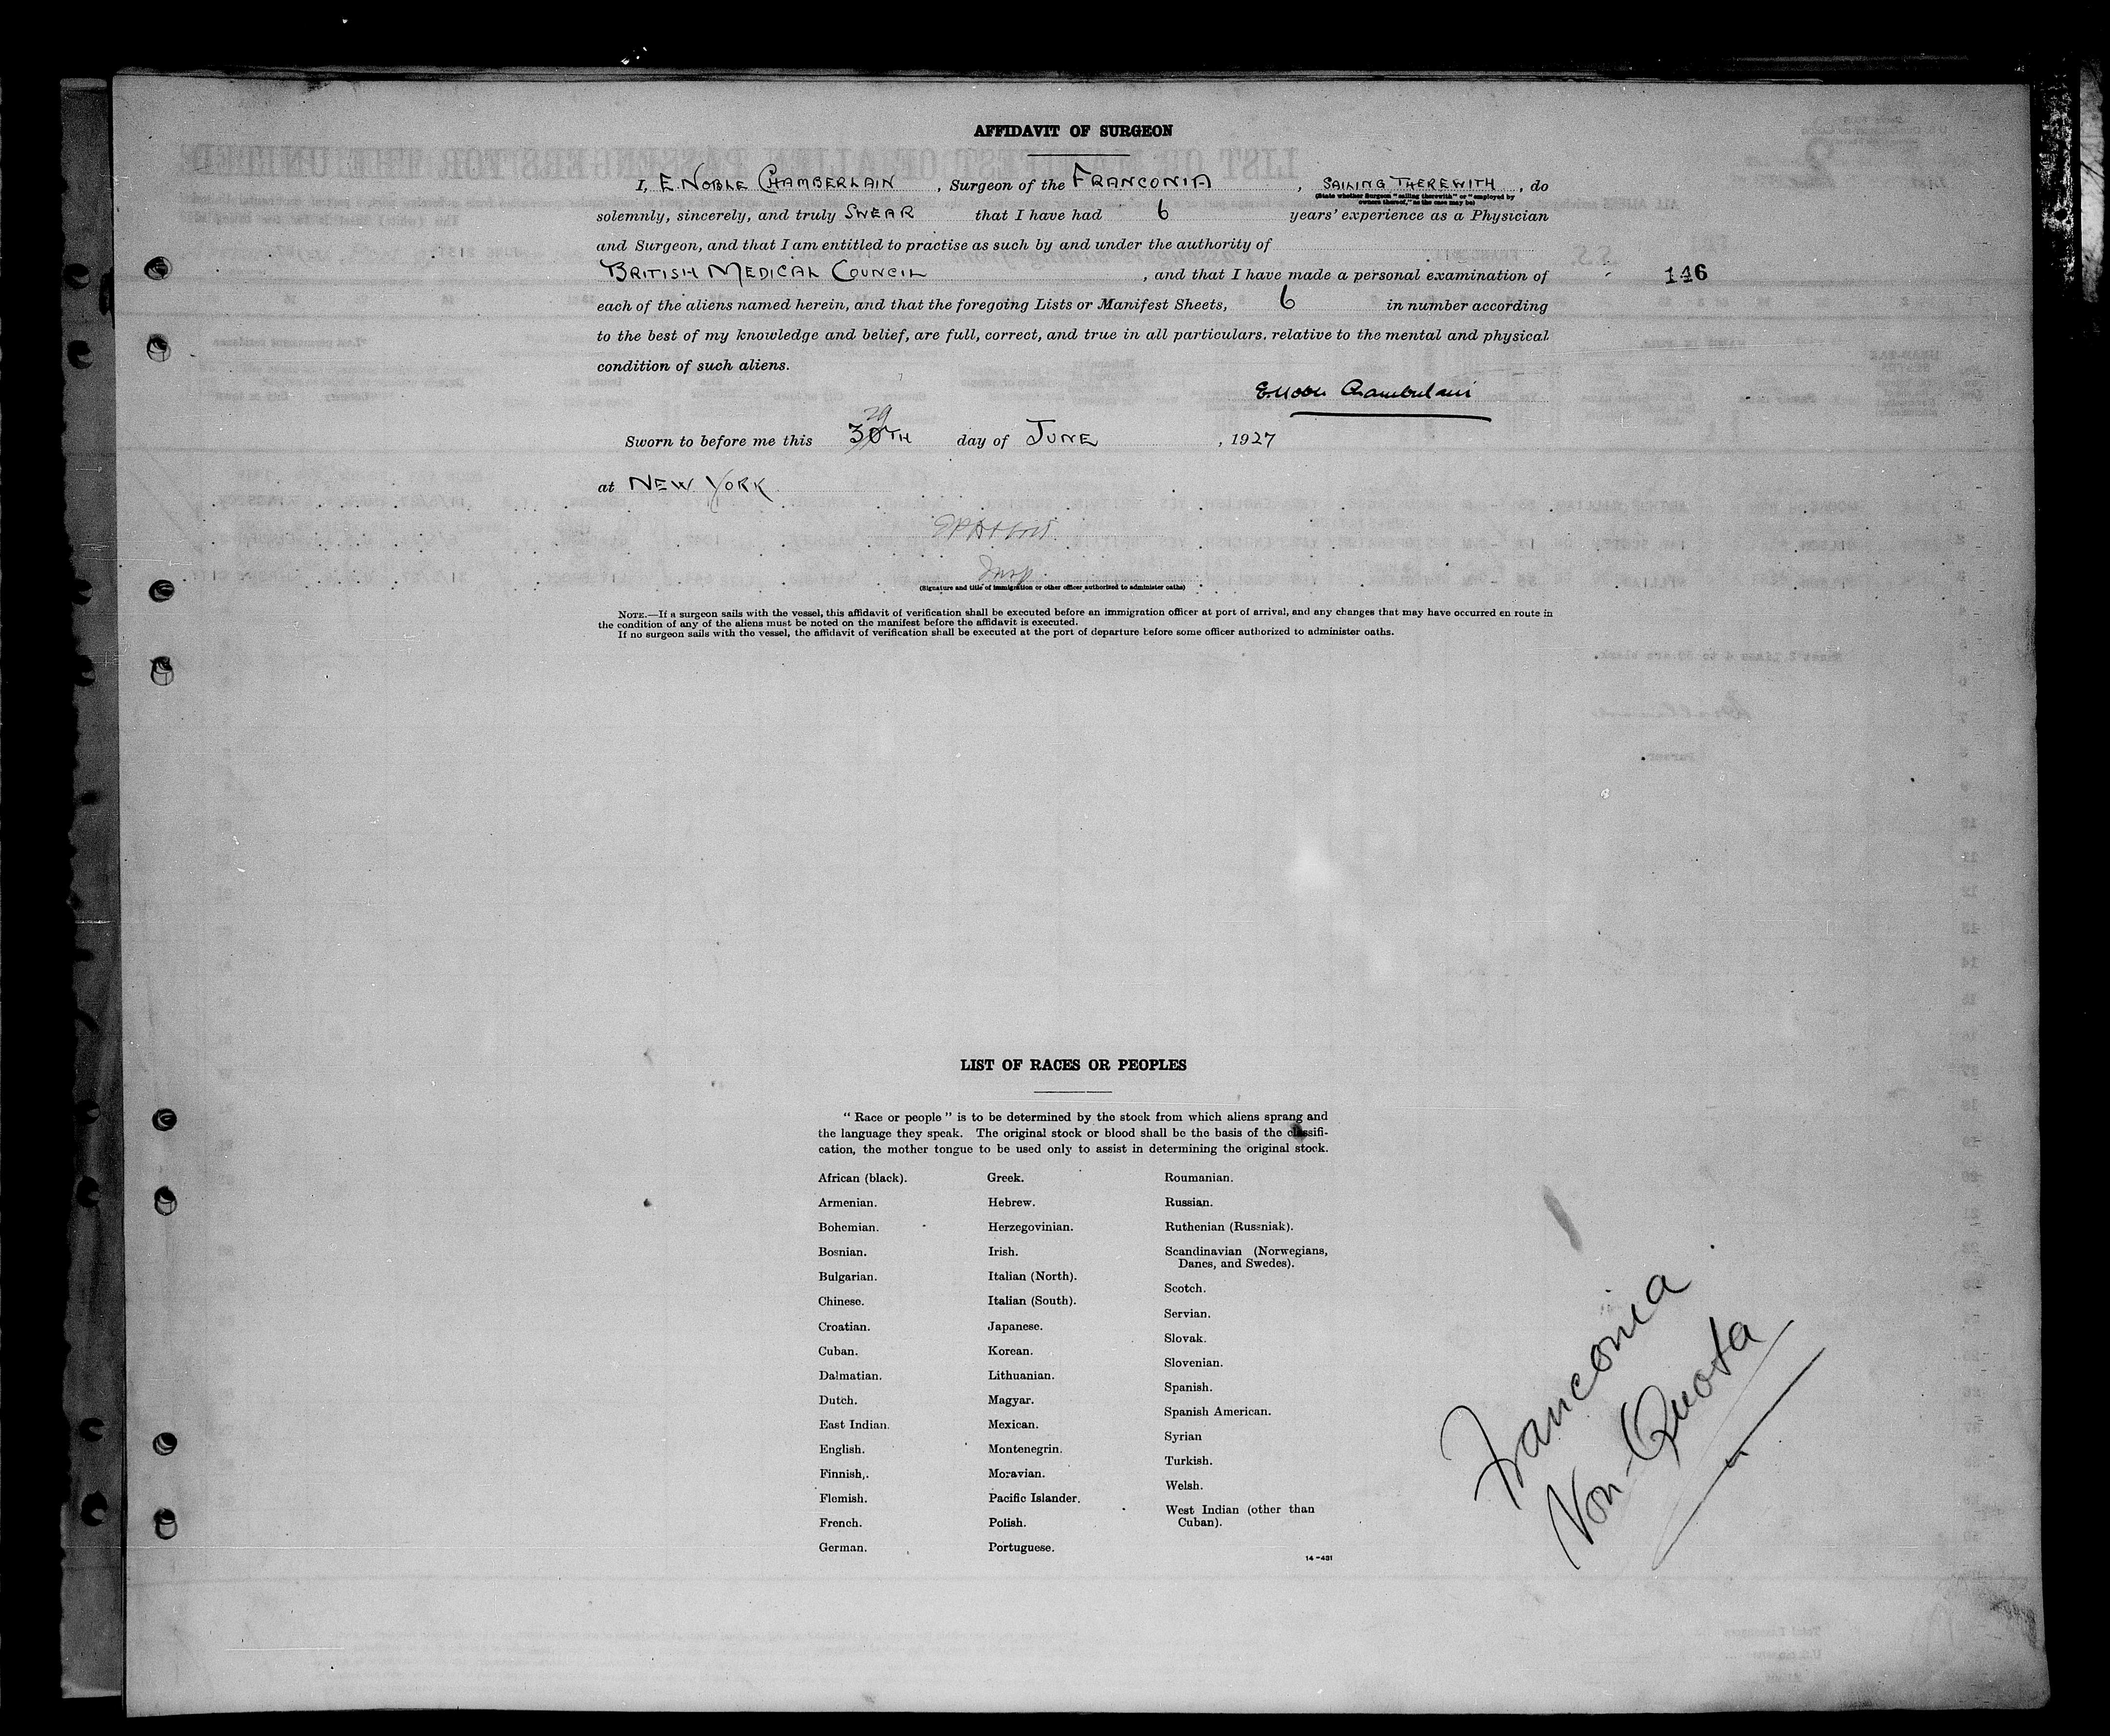 AFFIDAVIT OF SURGEON
I, E. NOBLE CHAMBERLAIN, Surgeon of the FRANCONIA, SAILING THEREWITH, do
(State whether Surgeon "sailing therewith" or "employed by
owners thereof," as the case may be)
solemnly, sincerely, and truly SWEAR that I have had 6 years' experience as a Physician
and Surgeon, and that I am entitled to practise as such by and under the authority of
BRITISH MEDICAL COUNCIL, and that I have made a personal examination of
146
each of the aliens named herein, and that the foregoing Lists or Manifest Sheets, 6 in number according
to the best of my knowledge and belief, are full, correct, and true in all particulars, relative to the mental and physical
condition of such aliens.
E Noble Chamberlain
29
Sworn to before me this 30TH day of JUNE, 1927
at NEW YORK
Insp.
(Signature and title of immigration or other officer authorized to administer oaths)
NOTE.—If a surgeon sails with the vessel, this affidavit of verification shall be executed before an immigration officer at port of arrival, and any changes that may have occurred en route in
the condition of any of the aliens must be noted on the manifest before the affidavit is executed.
If no surgeon sails with the vessel, the affidavit of verification shall be executed at the port of departure before some officer authorized to administer oaths.
LIST OF RACES OR PEOPLES
"Race or people" is to be determined by the stock from which aliens sprang and
the language they speak. The original stock or blood shall be the basis of the classifi-
cation, the mother tongue to be used only to assist in determining the original stock.
African (black).
Armenian.
Bohemian.
Bosnian.
Bulgarian.
Chinese.
Croatian.
Cuban.
Dalmatian.
Dutch.
East Indian.
English.
Finnish,.
Flemish.
French.
German.
Greek.
Hebrew.
Herzegovinian.
Irish.
Italian (North).
Italian (South).
Japanese.
Korean.
Lithuanian.
Magyar.
Mexican.
Montenegrin.
Moravian.
Pacific Islander.
Polish.
Portuguese.
Roumanian.
Russian.
Ruthenian (Russniak).
Scandinavian (Norwegians,
Danes, and Swedes).
Scotch.
Servian.
Slovak.
Slovenian.
Spanish.
Spanish American.
Syrian
Turkish.
Welsh.
West Indian (other than
Cuban).
14-431
Franconia
Non-Quota